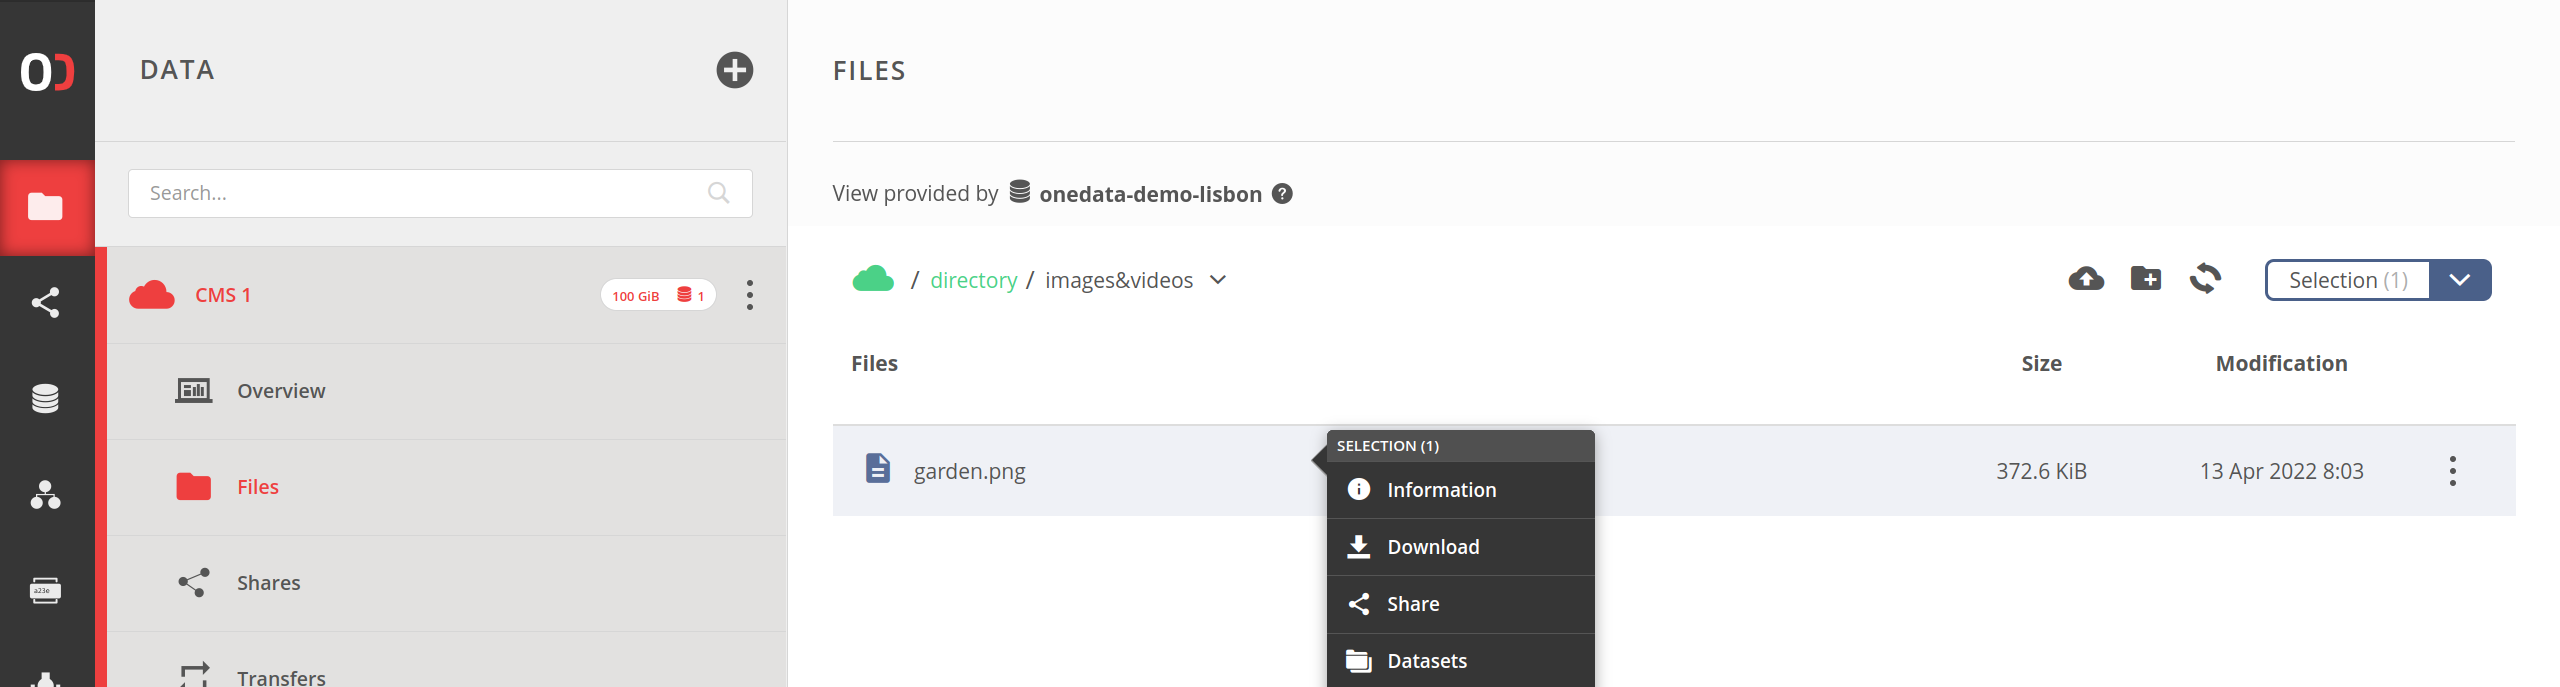 DATA
Search...
CMS 1
100 GiB 1
Overview
Files
Shares
Transfers
a23e
FILES
View provided by onedata-demo-lisbon
/ directory / images&videos
Selection (1)
Files Size Modification
garden.png 372.6 KiB 13 Apr 2022 8:03
SELECTION (1)
Information
Download
Share
Datasets